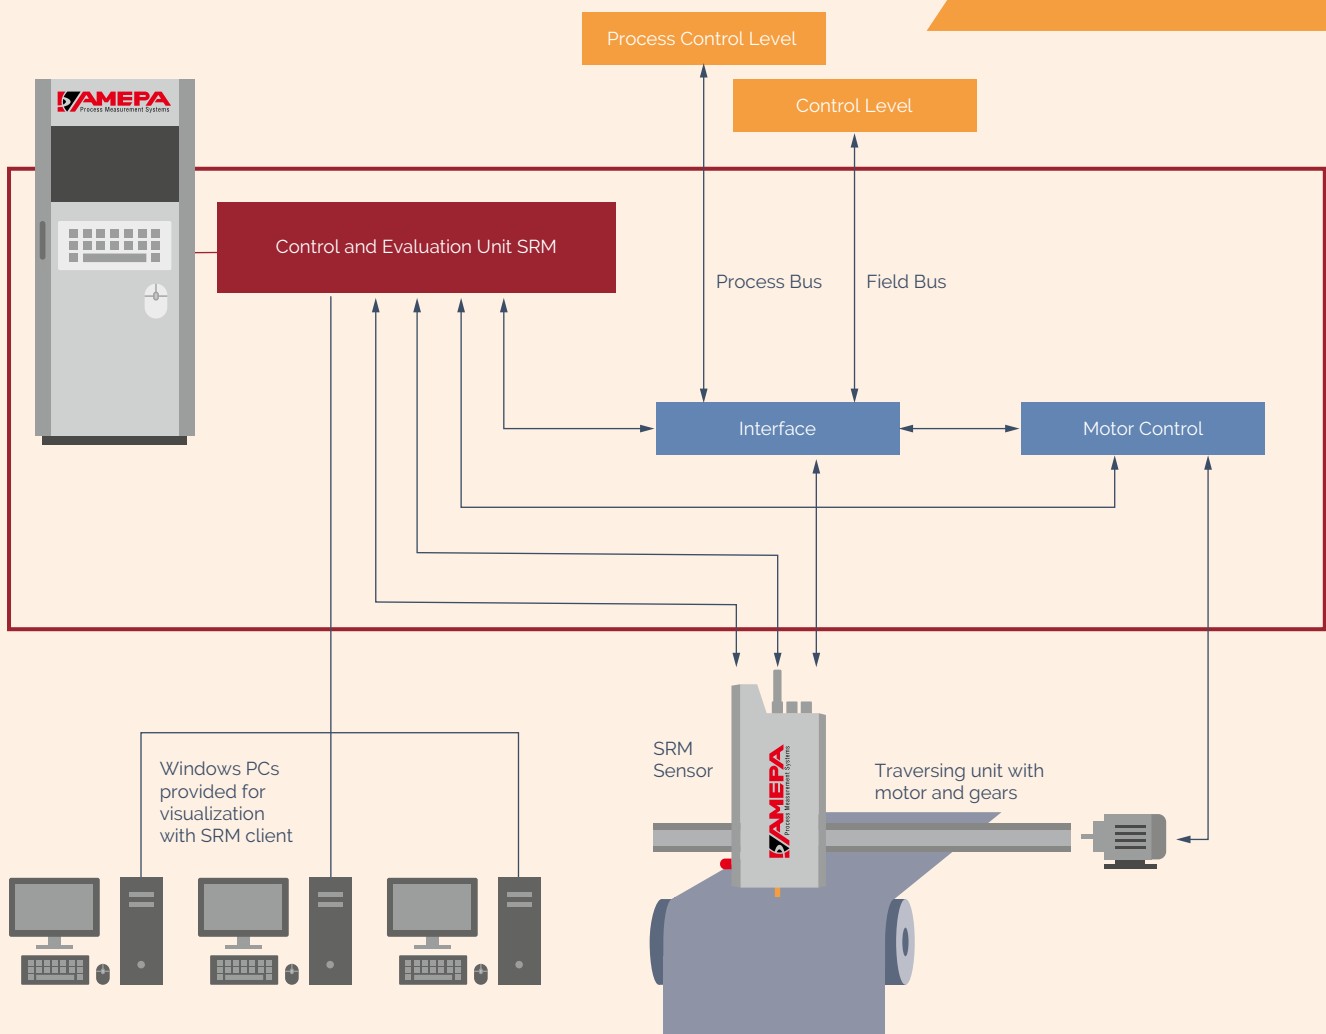 Process Control Level
Control Level
AMEPA
Process Measurement Systems
Control and Evaluation Unit SRM
Process Bus
Field Bus
Interface
Motor Control
SRM
Sensor
AMEPA
Process Measurement Systems
Traversing unit with
motor and gears
Windows PCs
provided for
visualization
with SRM client